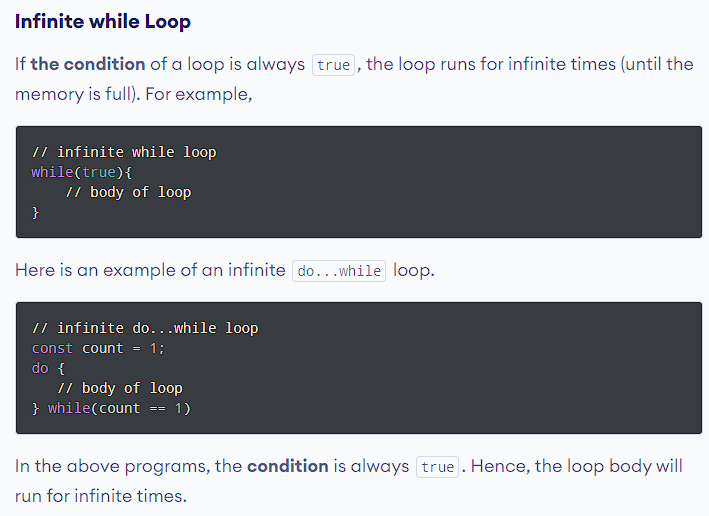 Infinite while Loop
If the condition of a loop is always true, the loop runs for infinite times (until the
memory is full). For example,
// infinite while loop
while(true){
    // body of loop
}
Here is an example of an infinite do...while loop.
// infinite do...while loop
const count = 1;
do {
   // body of loop
} while(count == 1)
In the above programs, the condition is always true. Hence, the loop body will
run for infinite times.